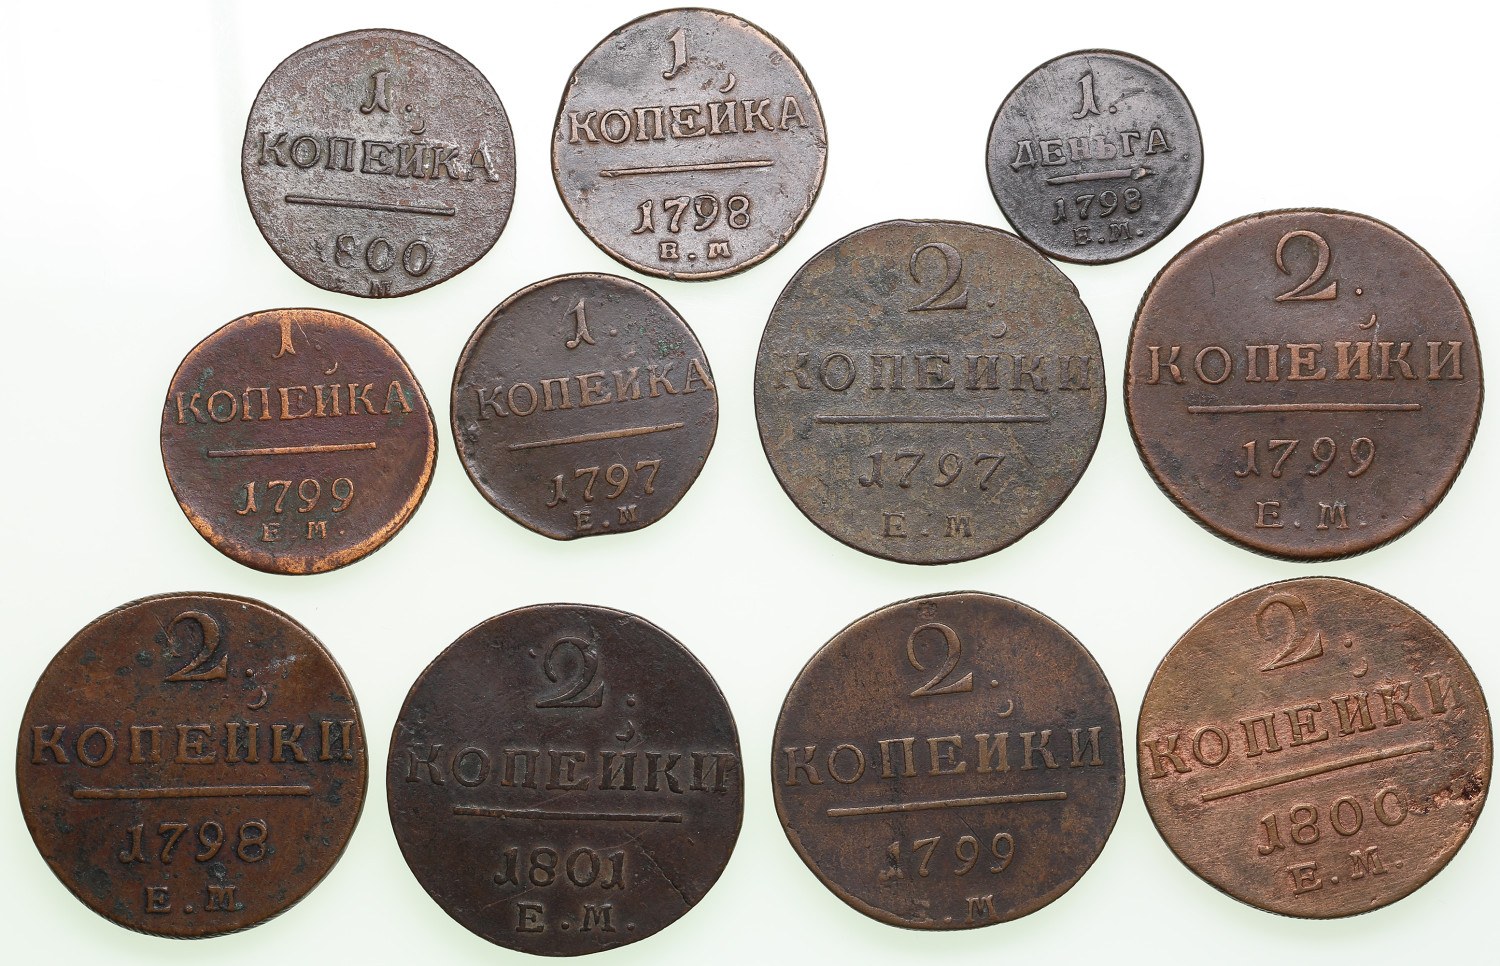 1.
КОПЕЙКА
800
М
1
КОПЕЙКА
1798
Е.М
1.
ДЕНЬГА
1798
Е.М.
1.
КОПЕЙКА
1799
Е.М.
1.
КОПЕЙКА
1797
Е.М
2.
КОПЕЙКИ
1797
Е.М
2.
КОПЕЙКИ
1799
Е.М.
2.
КОПЕЙКИ
1798
Е.М
2.
КОПЕЙКИ
1801
Е.М.
2.
КОПЕЙКИ
1799
.М
2.
КОПЕЙКИ
1800
Е.М.